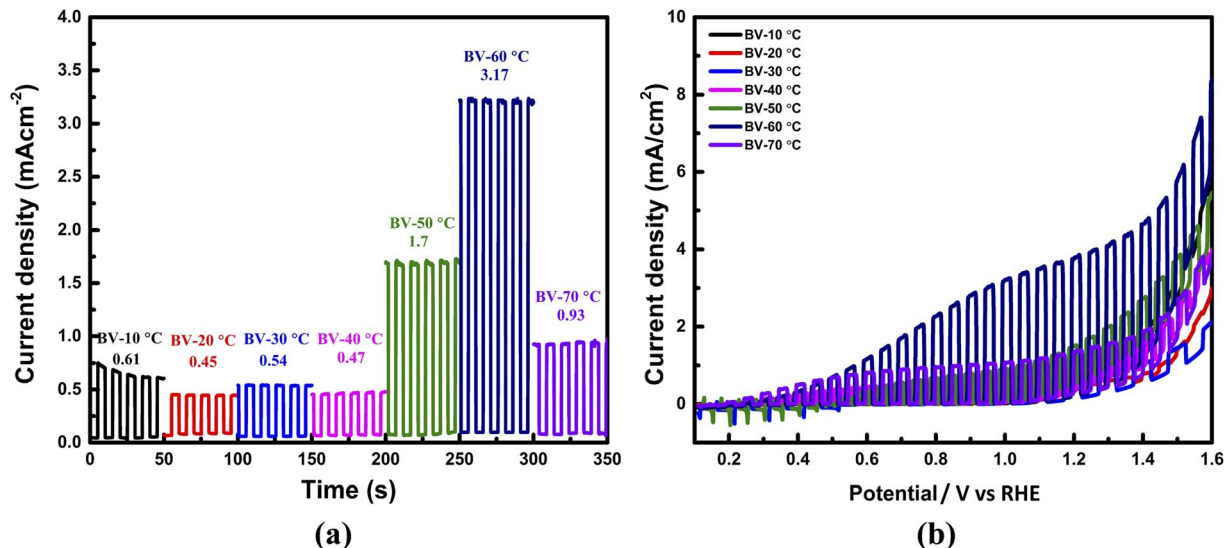 4.0
3.5
3.0
2.5
2.0
1.5
1.0
0.5
0.0
Current density (mAcm-2)
BV-10 °C
0.61
BV-20 °C
0.45
BV-30 °C
0.54
BV-40 °C
0.47
BV-50 °C
1.7
BV-60 °C
3.17
BV-70 °C
0.93
0 50 100 150 200 250 300 350
Time (s)
(a)
10
8
6
4
2
0
Current density (mA/cm2)
BV-10 °C
BV-20 °C
BV-30 °C
BV-40 °C
BV-50 °C
BV-60 °C
BV-70 °C
0.2 0.4 0.6 0.8 1.0 1.2 1.4 1.6
Potential / V vs RHE
(b)